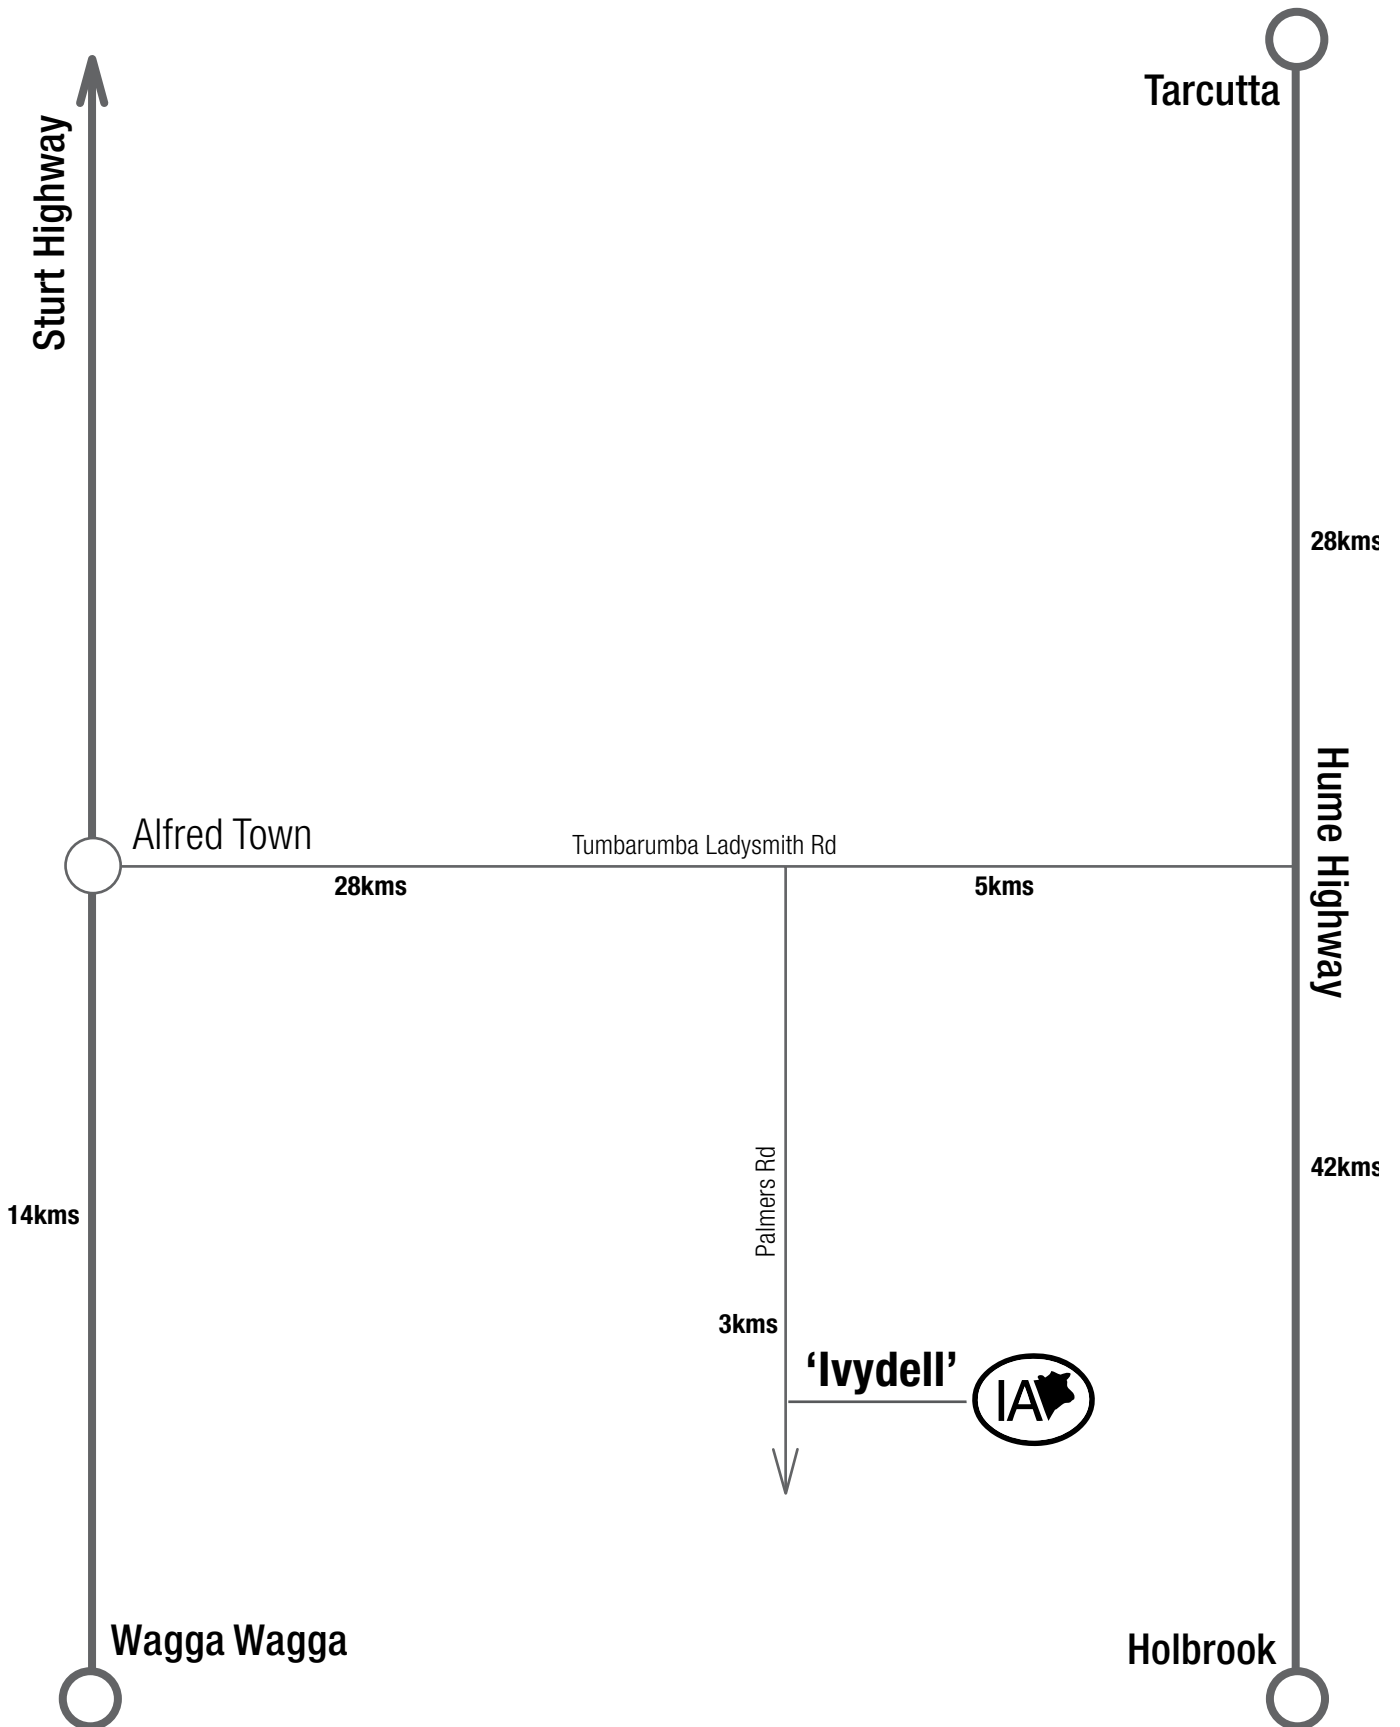 Tarcutta
Sturt Highway
28kms
Hume Highway
Alfred Town
Tumbarumba Ladysmith Rd
28kms
5kms
Palmers Rd
42kms
14kms
3kms
‘Ivydell’
IA
Wagga Wagga
Holbrook